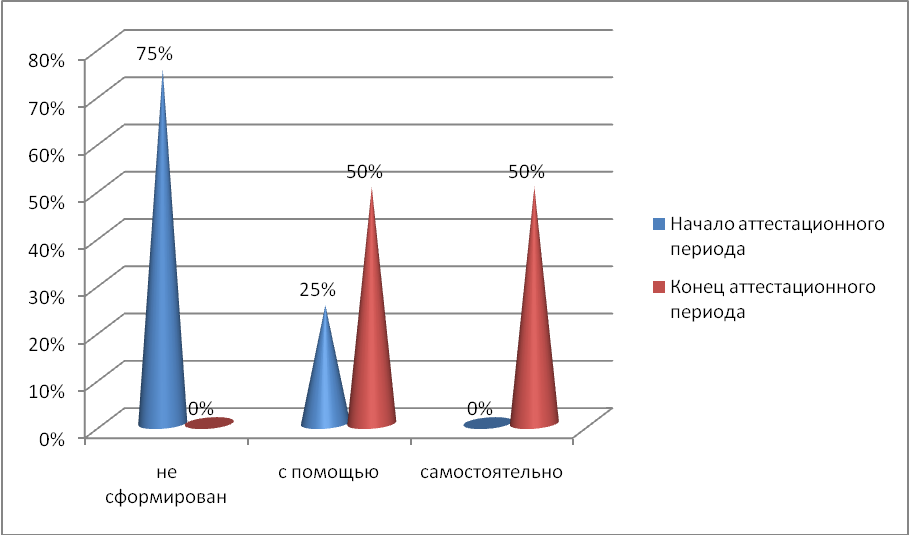 80%
70%
60%
50%
40%
30%
20%
10%
0%
75%
0%
25%
50%
0%
50%
не
сформирован
с помощью
самостоятельно
Начало аттестационного
периода
Конец аттестационного
периода